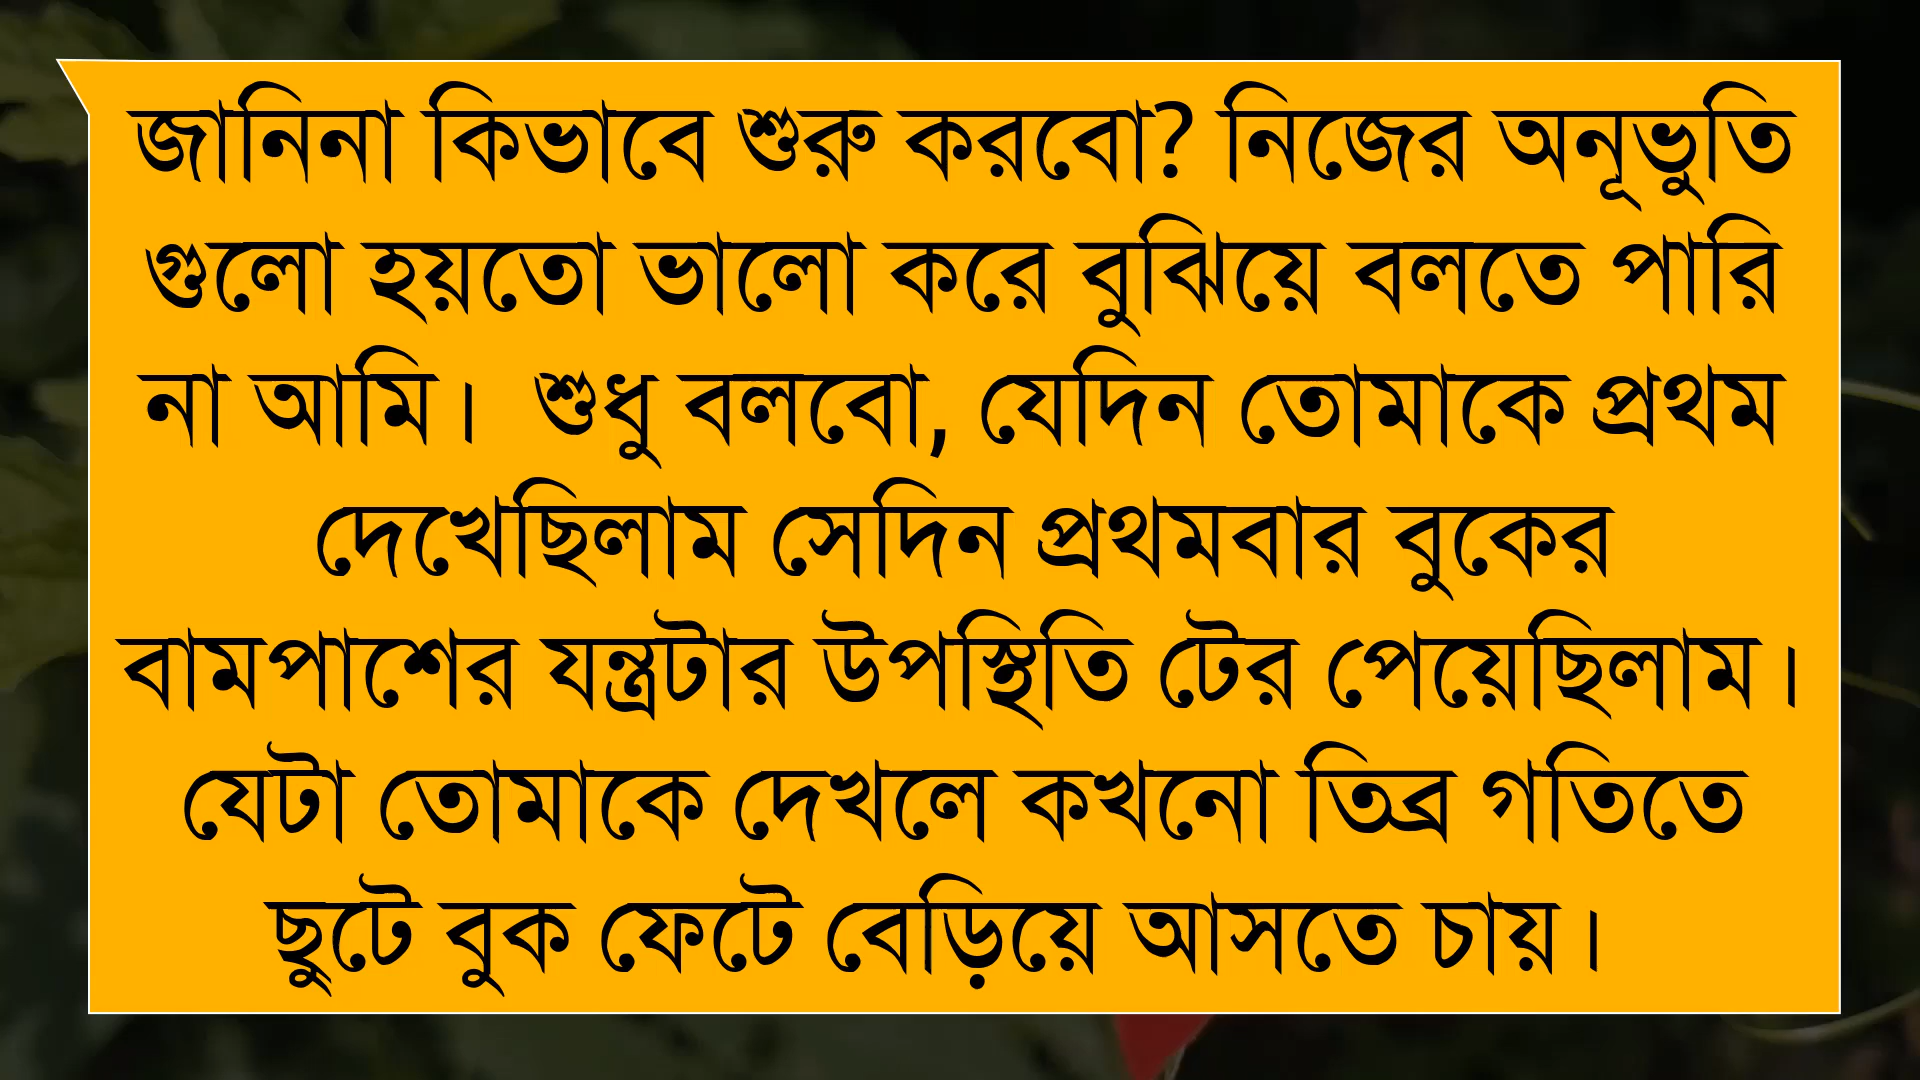 জানিনা কিভাবে শুরু করবো? নিজের অনূভুতি
গুলো হয়তো ভালো করে বুঝিয়ে বলতে পারি
না আমি।  শুধু বলবো, যেদিন তোমাকে প্রথম
দেখেছিলাম সেদিন প্রথমবার বুকের
বামপাশের যন্ত্রটার উপস্থিতি টের পেয়েছিলাম।
যেটা তোমাকে দেখলে কখনো তিব্র গতিতে
ছুটে বুক ফেটে বেড়িয়ে আসতে চায়।